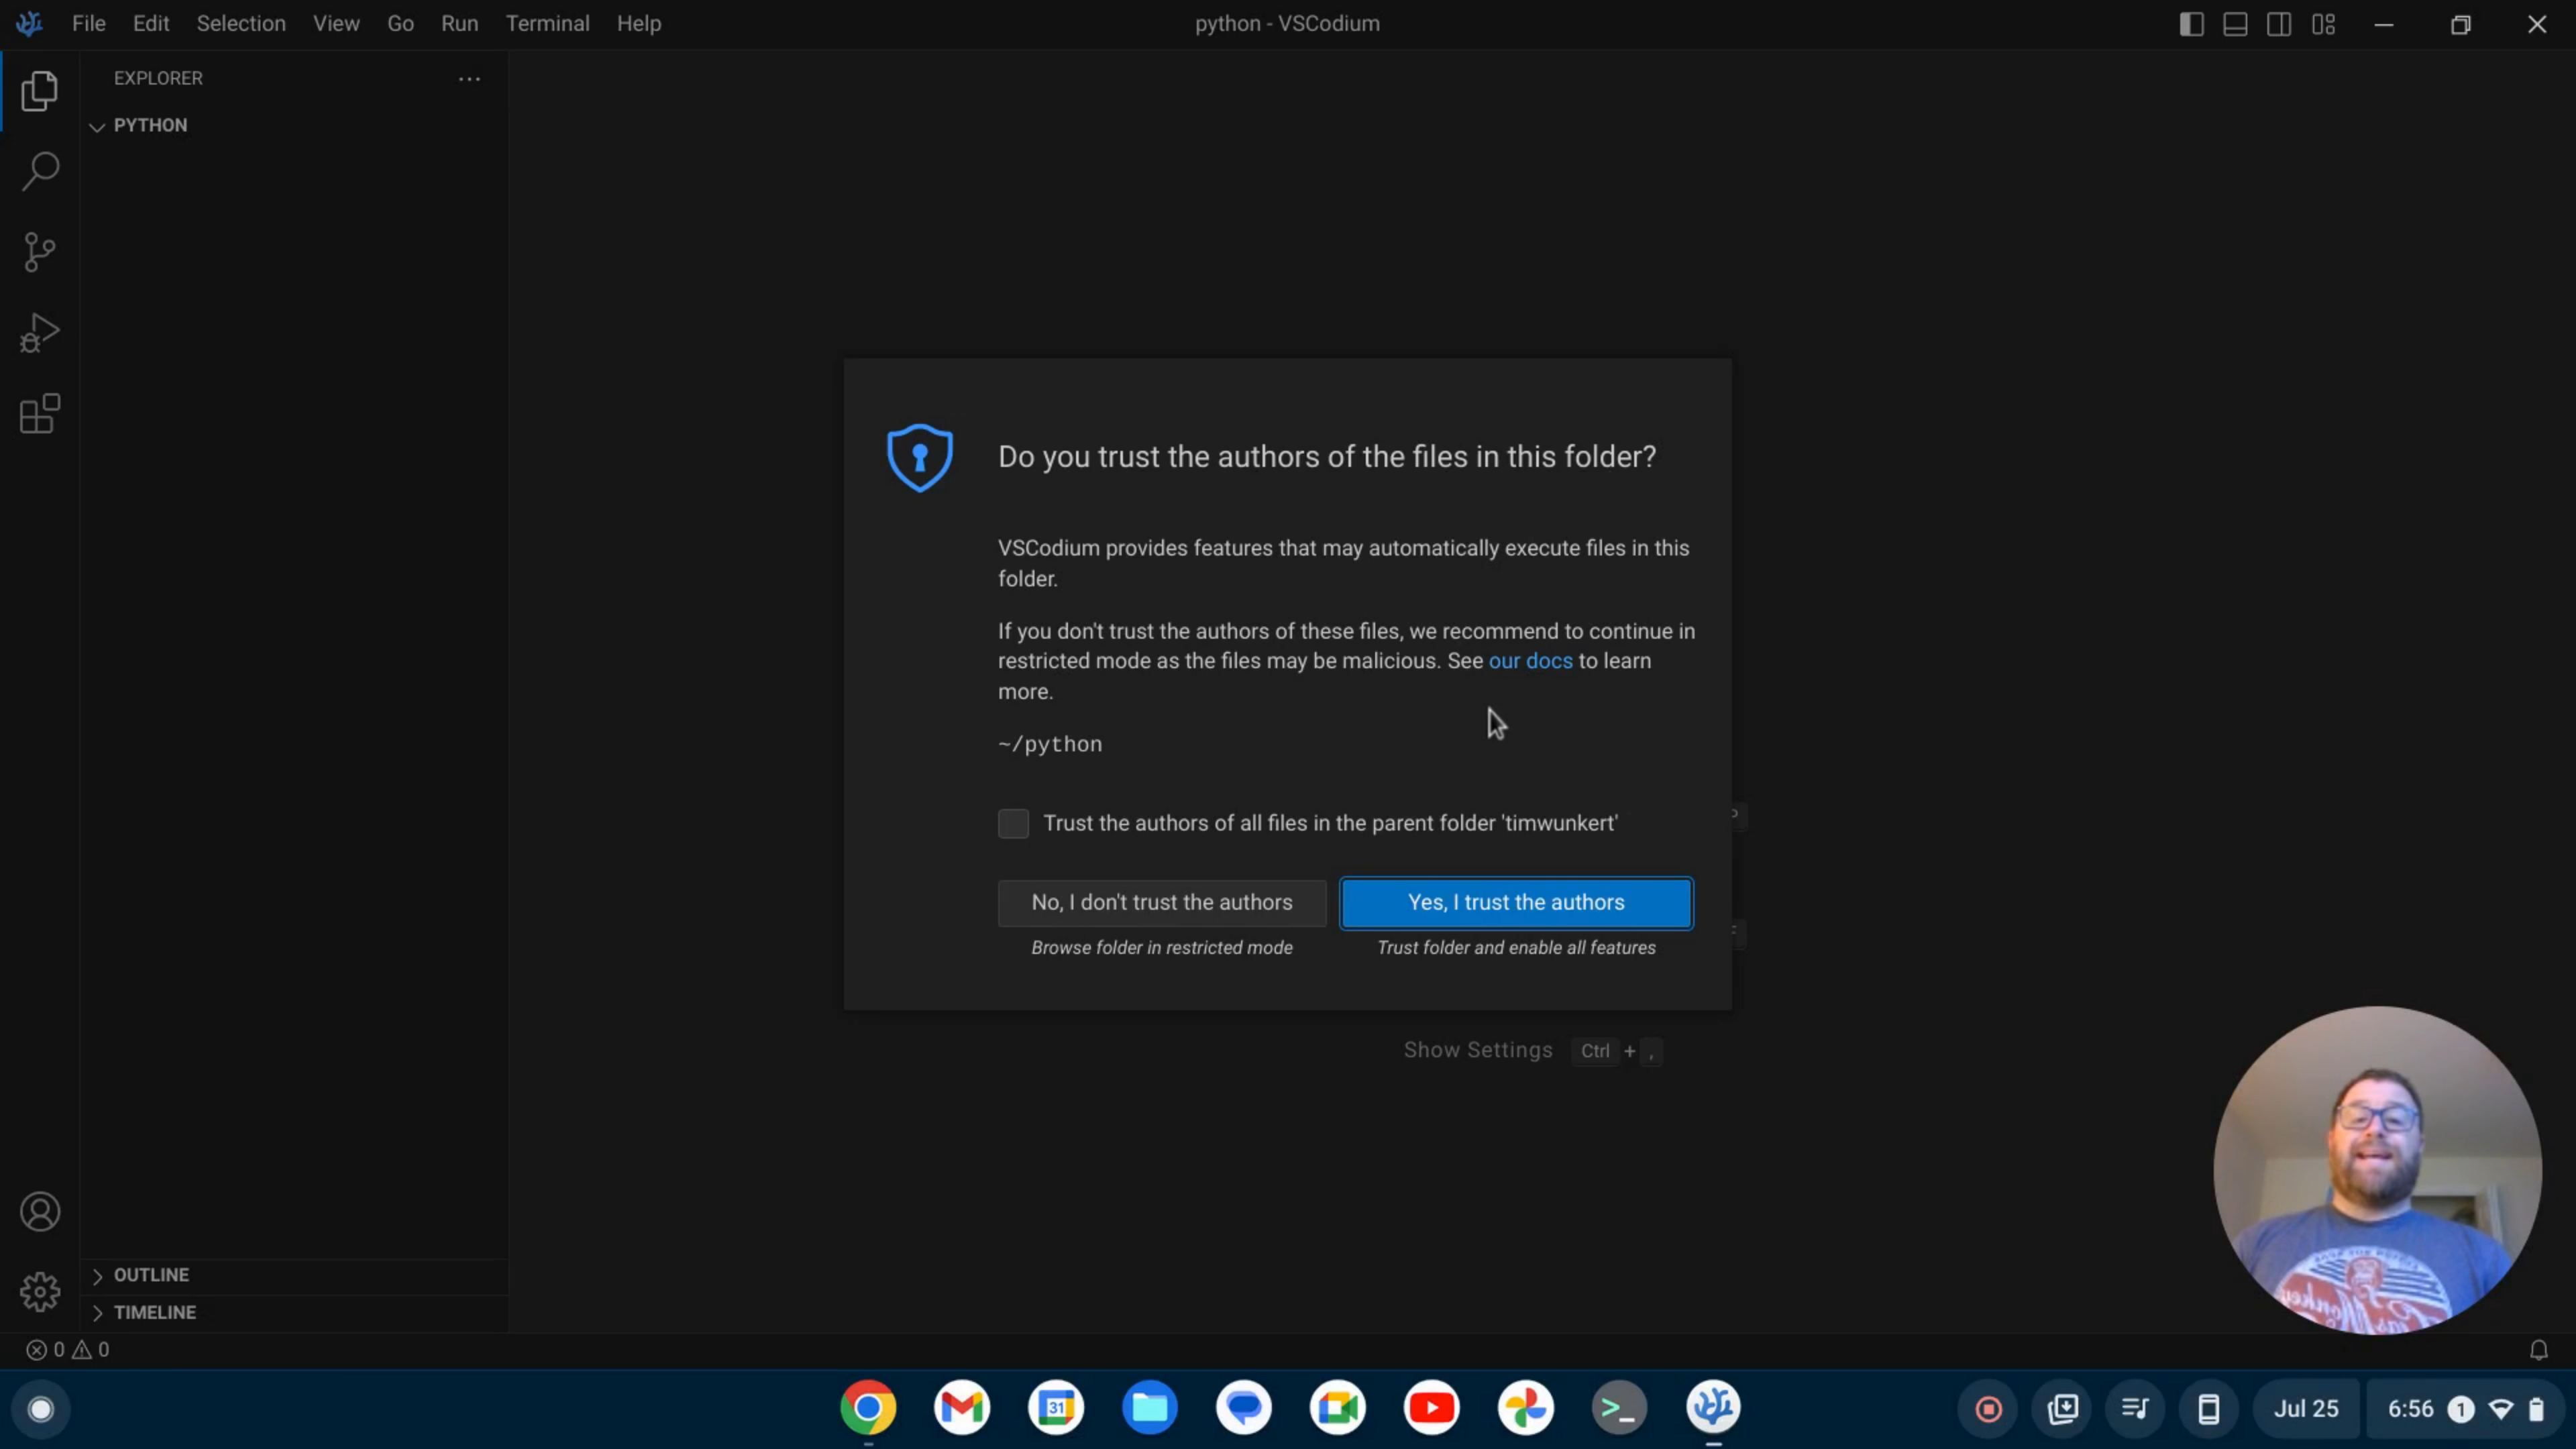 File Edit Selection View Go Run Terminal Help
python - VSCodium
EXPLORER
PYTHON
Do you trust the authors of the files in this folder?
VSCodium provides features that may automatically execute files in this
folder.
If you don't trust the authors of these files, we recommend to continue in
restricted mode as the files may be malicious. See our docs to learn
more.
~/python
Trust the authors of all files in the parent folder 'timwunkert'
No, I don't trust the authors
Yes, I trust the authors
Browse folder in restricted mode
Trust folder and enable all features
Show Settings Ctrl + ,
OUTLINE
TIMELINE
0 0
31
>_
Jul 25
6:56 1